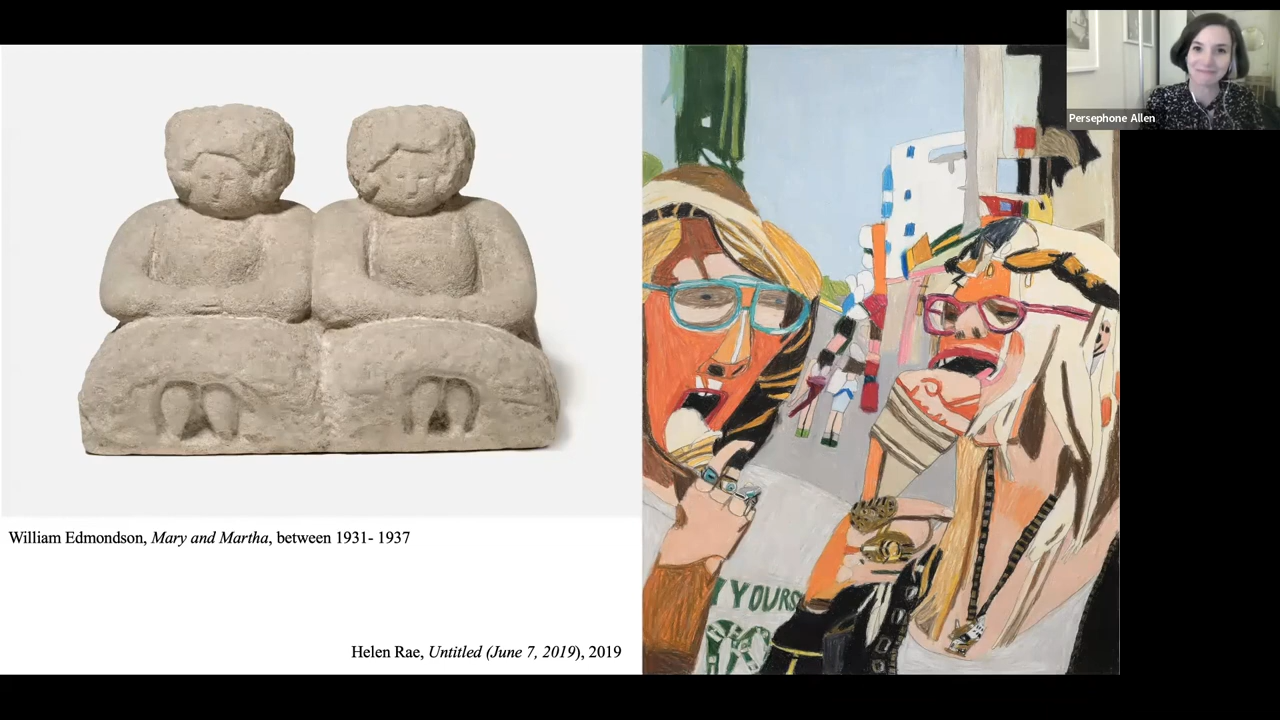 Persephone Allen
William Edmondson, Mary and Martha, between 1931- 1937
Helen Rae, Untitled (June 7, 2019), 2019
YOURS